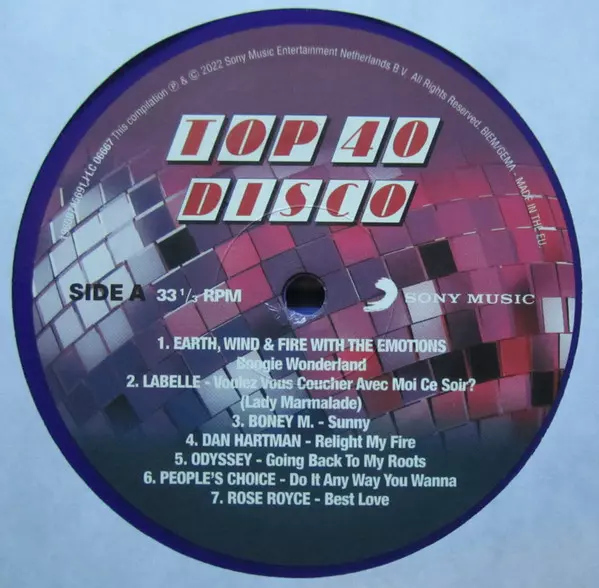 This compilation ℗ & © 2022 Sony Music Entertainment Netherlands B.V. All Rights Reserved. BIEM/GEMA - MADE IN THE EU
LC 06667
TOP 40
DISCO
SIDE A 33 1/3 RPM
SONY MUSIC
1. EARTH, WIND & FIRE WITH THE EMOTIONS
Boogie Wonderland
2. LABELLE - Voulez Vous Coucher Avec Moi Ce Soir?
(Lady Marmalade)
3. BONEY M. - Sunny
4. DAN HARTMAN - Relight My Fire
5. ODYSSEY - Going Back To My Roots
6. PEOPLE'S CHOICE - Do It Any Way You Wanna
7. ROSE ROYCE - Best Love